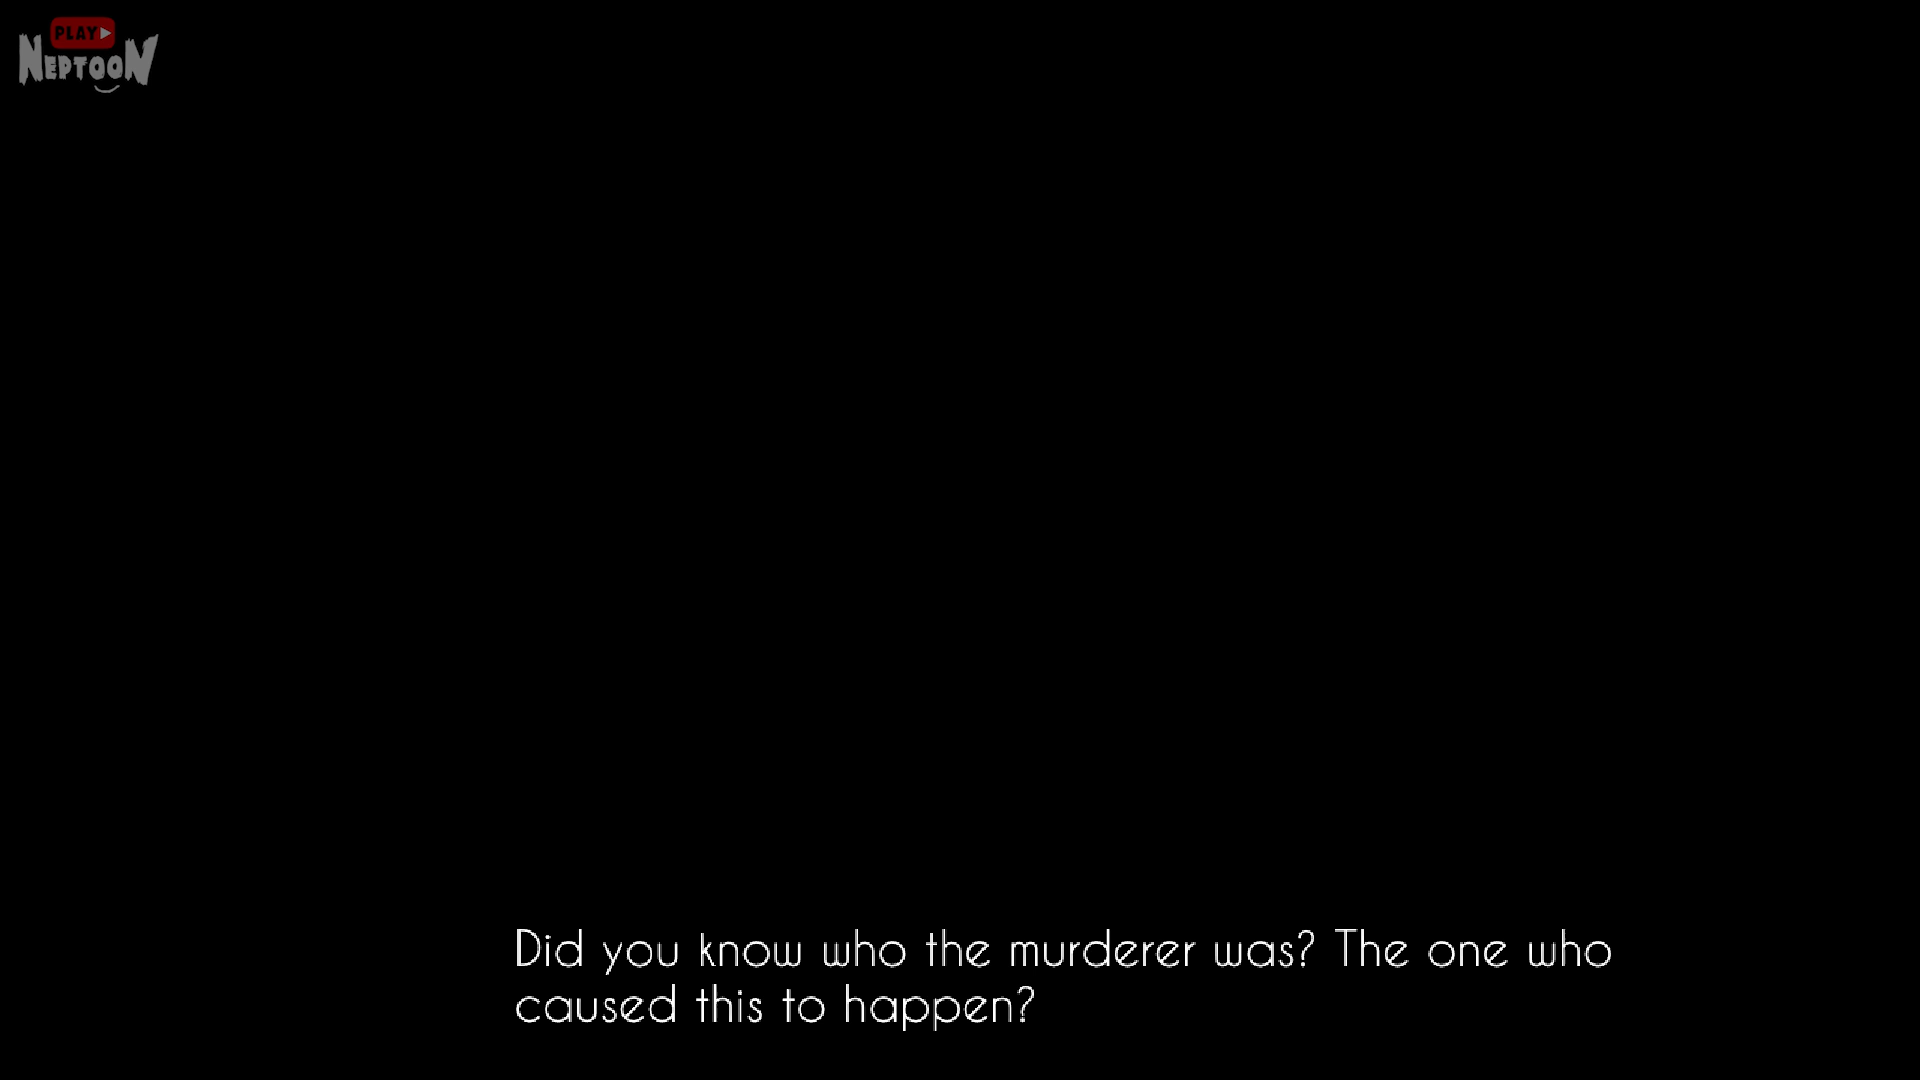 PLAY
NEPTOON
Did you know who the murderer was? The one who
caused this to happen?